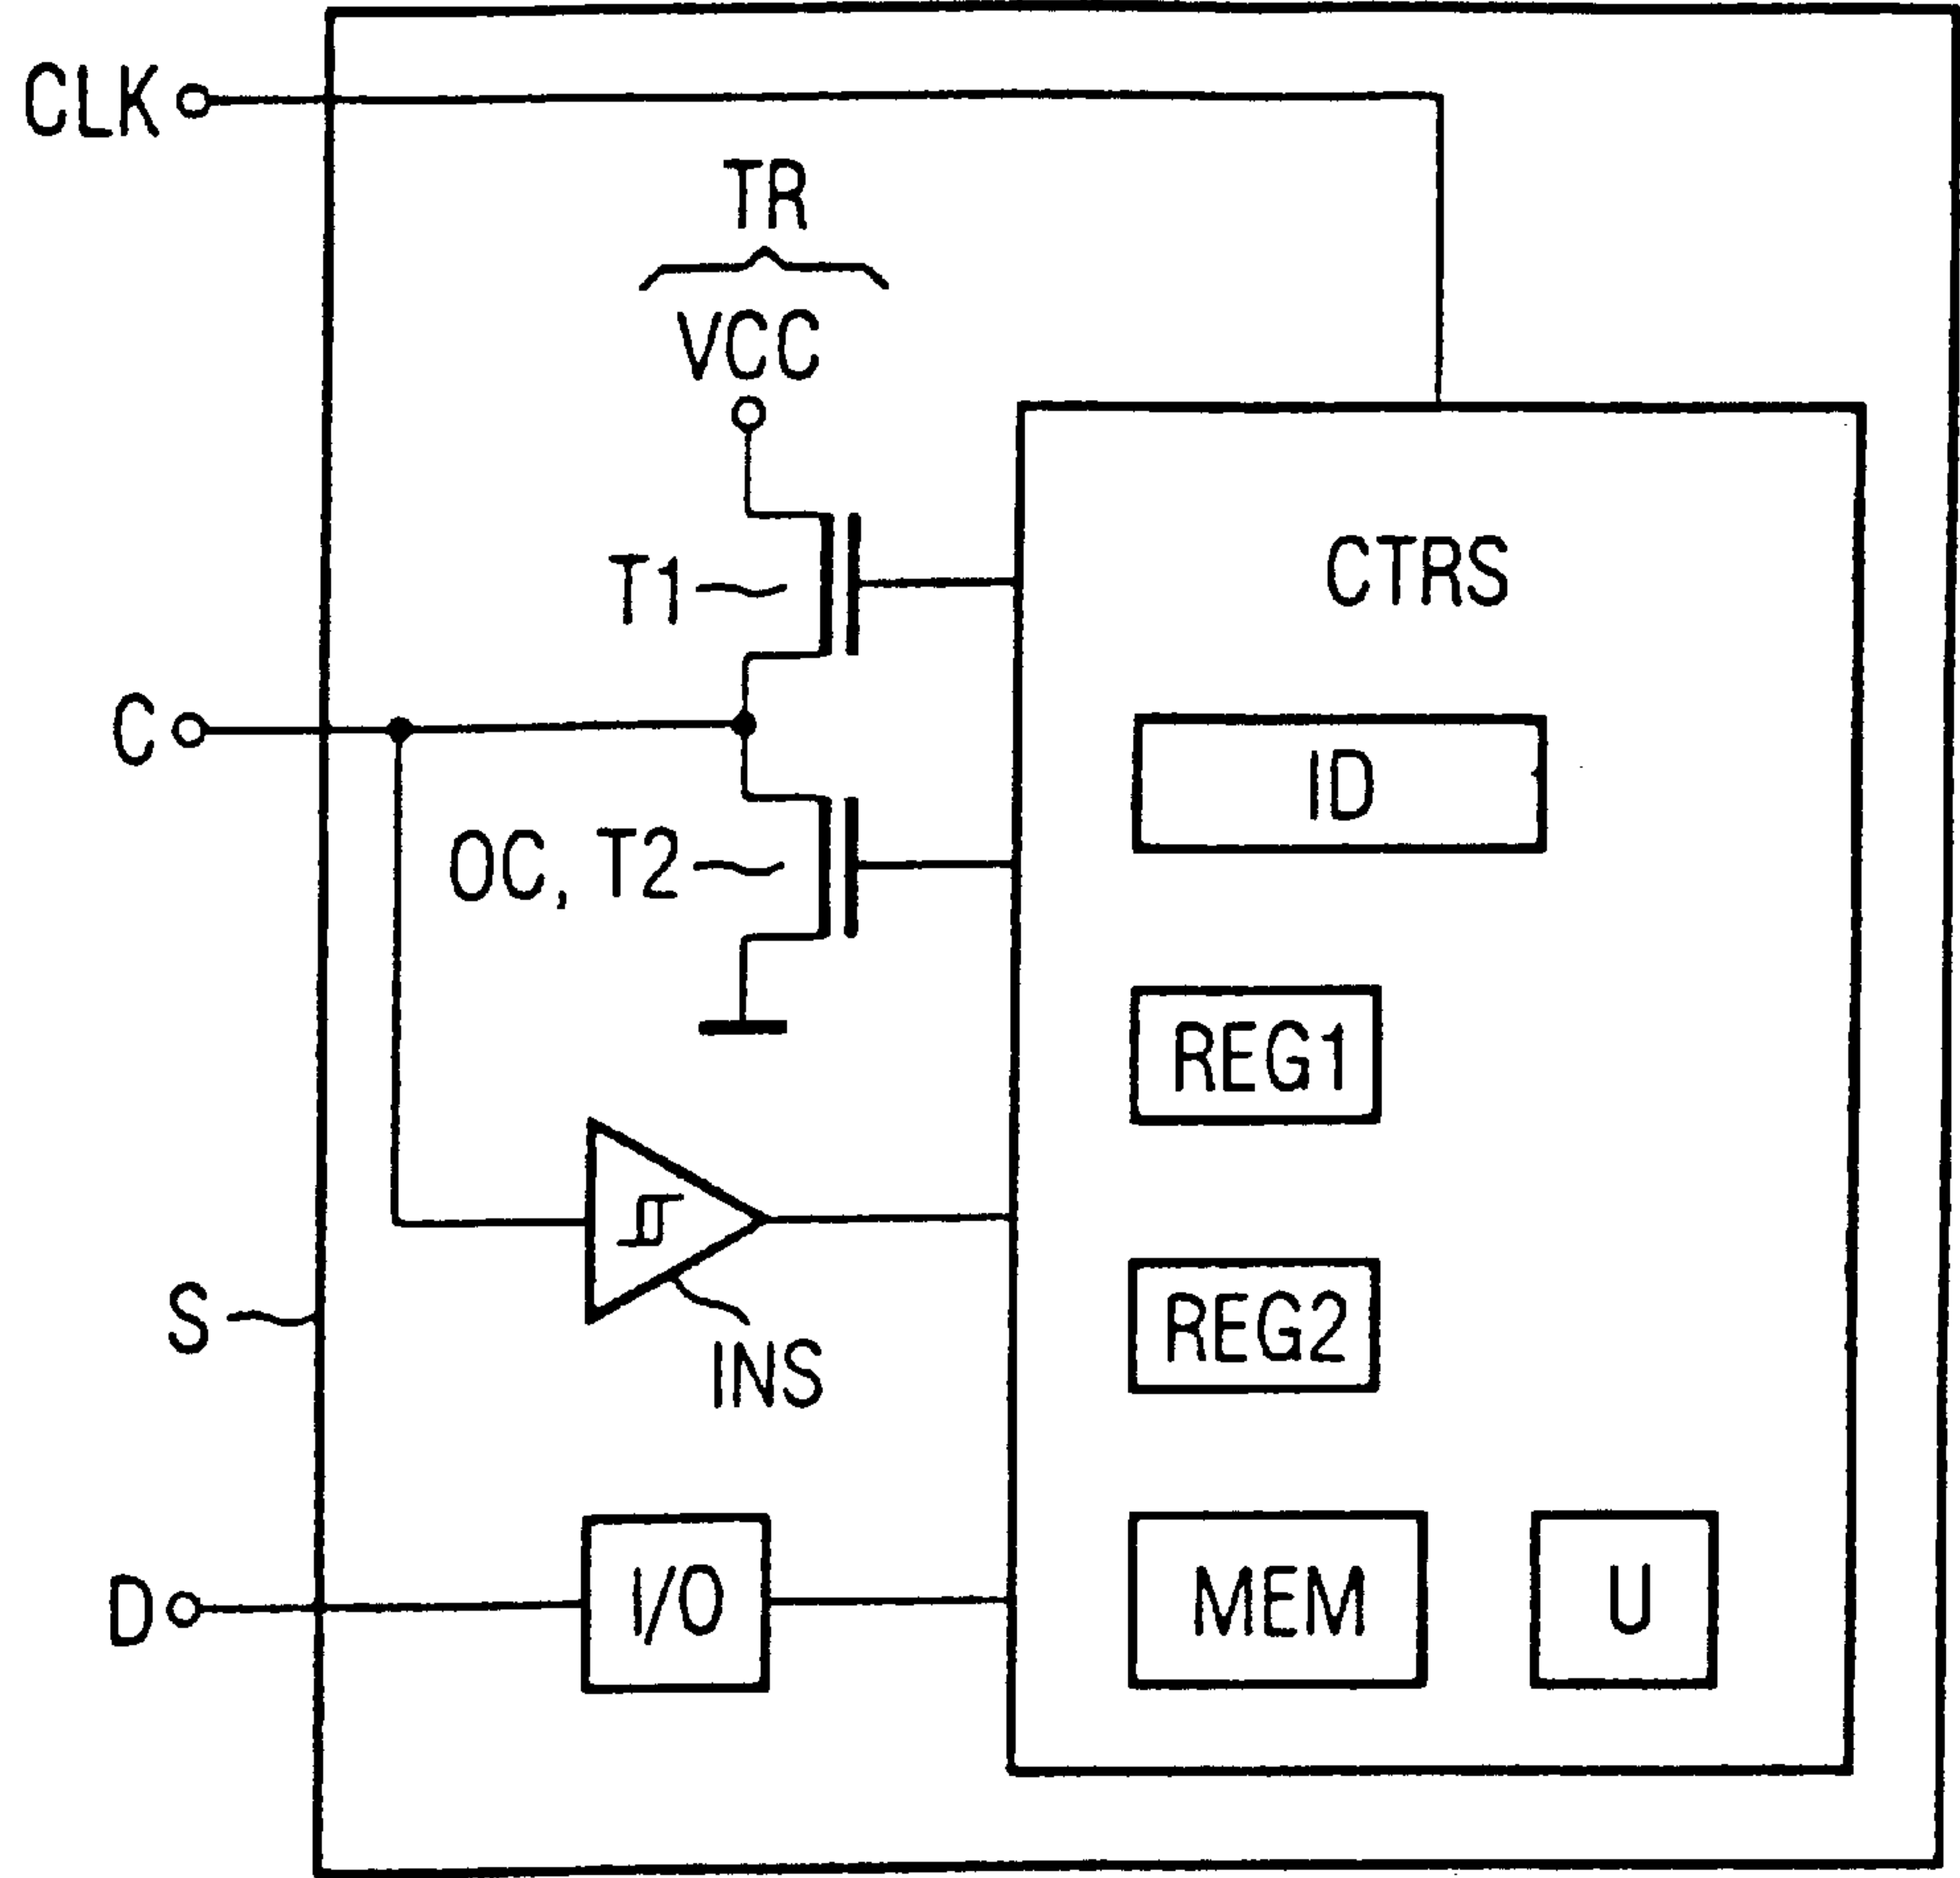 CLK
TR
VCC
T1
CTRS
C
ID
OC, T2
REG1
S
INS
REG2
D
I/O
MEM
U